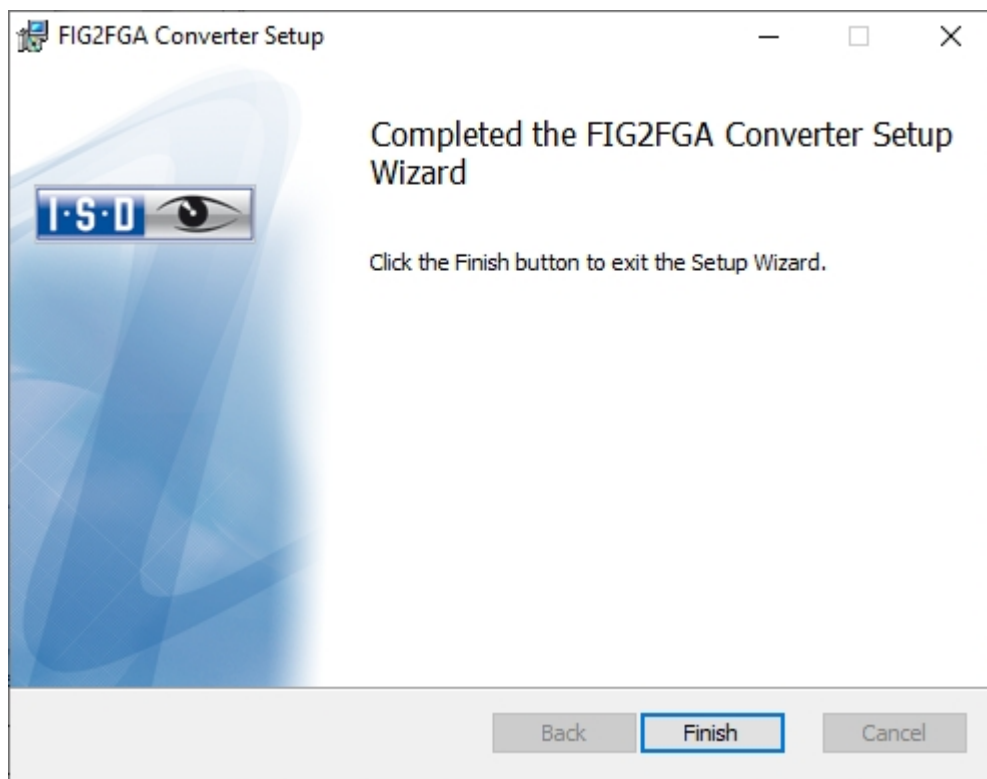 FIG2FGA Converter Setup
Completed the FIG2FGA Converter Setup
Wizard
I·S·D
Click the Finish button to exit the Setup Wizard.
Back Finish Cancel